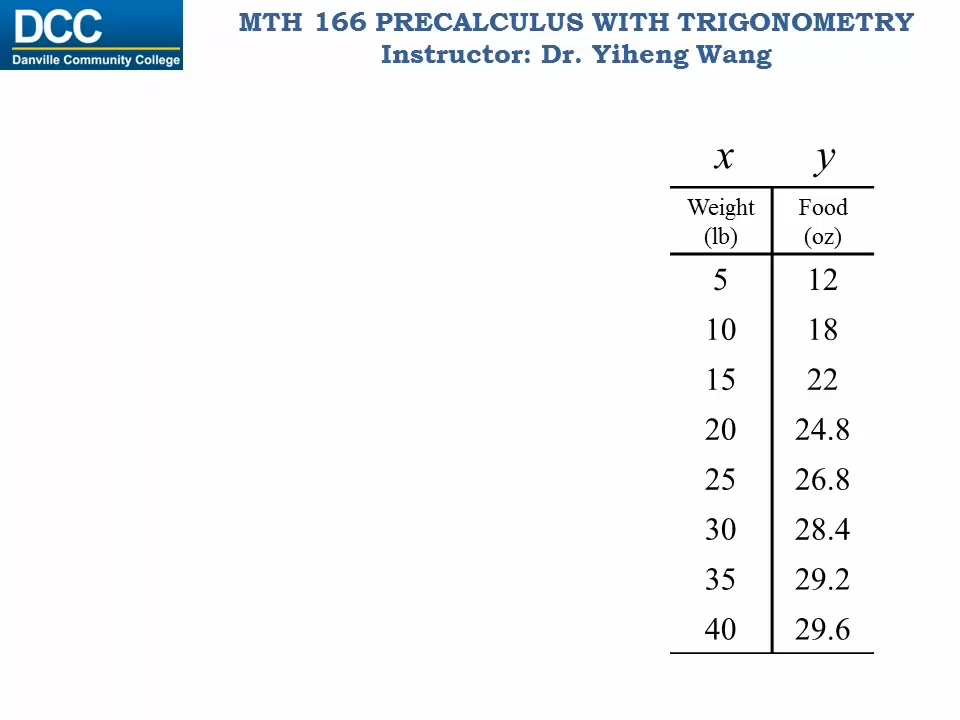 DCC
Danville Community College
MTH 166 PRECALCULUS WITH TRIGONOMETRY
Instructor: Dr. Yiheng Wang
x y
Weight (lb) Food (oz)
5 12
10 18
15 22
20 24.8
25 26.8
30 28.4
35 29.2
40 29.6